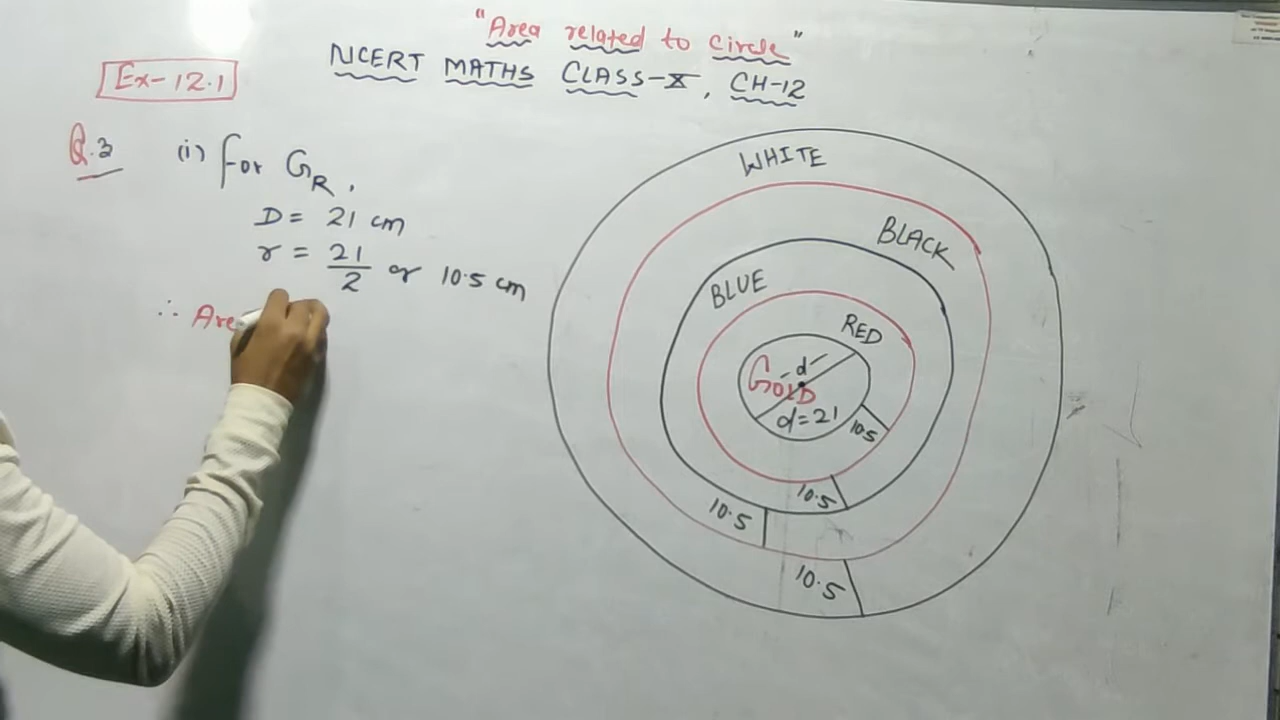 "Area related to circle"
NCERT MATHS CLASS-X, CH-12
Ex-12.1
Q.3 (i) for GR,
D = 21 cm
r = 21/2 or 10.5 cm
∴ Are
WHITE
BLACK
BLUE
RED
d
GOLD
d=21
10.5
10.5
10.5
10.5